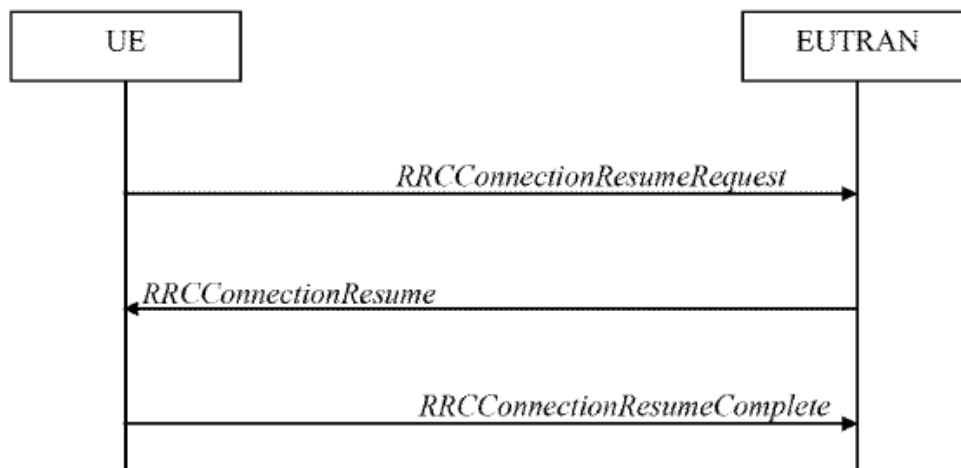 UE
EUTRAN
RRCConnectionResumeRequest
RRCConnectionResume
RRCConnectionResumeComplete